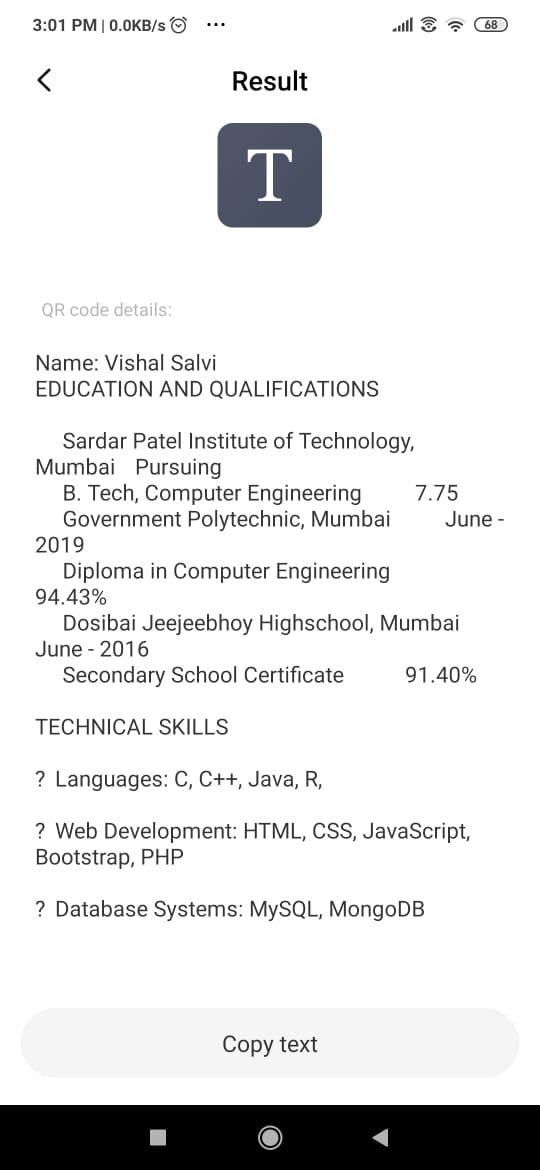 3:01 PM | 0.0KB/s ...
68
Result
T
QR code details:
Name: Vishal Salvi
EDUCATION AND QUALIFICATIONS
Sardar Patel Institute of Technology,
Mumbai Pursuing
B. Tech, Computer Engineering 7.75
Government Polytechnic, Mumbai June -
2019
Diploma in Computer Engineering
94.43%
Dosibai Jeejeebhoy Highschool, Mumbai
June - 2016
Secondary School Certificate 91.40%
TECHNICAL SKILLS
? Languages: C, C++, Java, R,
? Web Development: HTML, CSS, JavaScript,
Bootstrap, PHP
? Database Systems: MySQL, MongoDB
Copy text